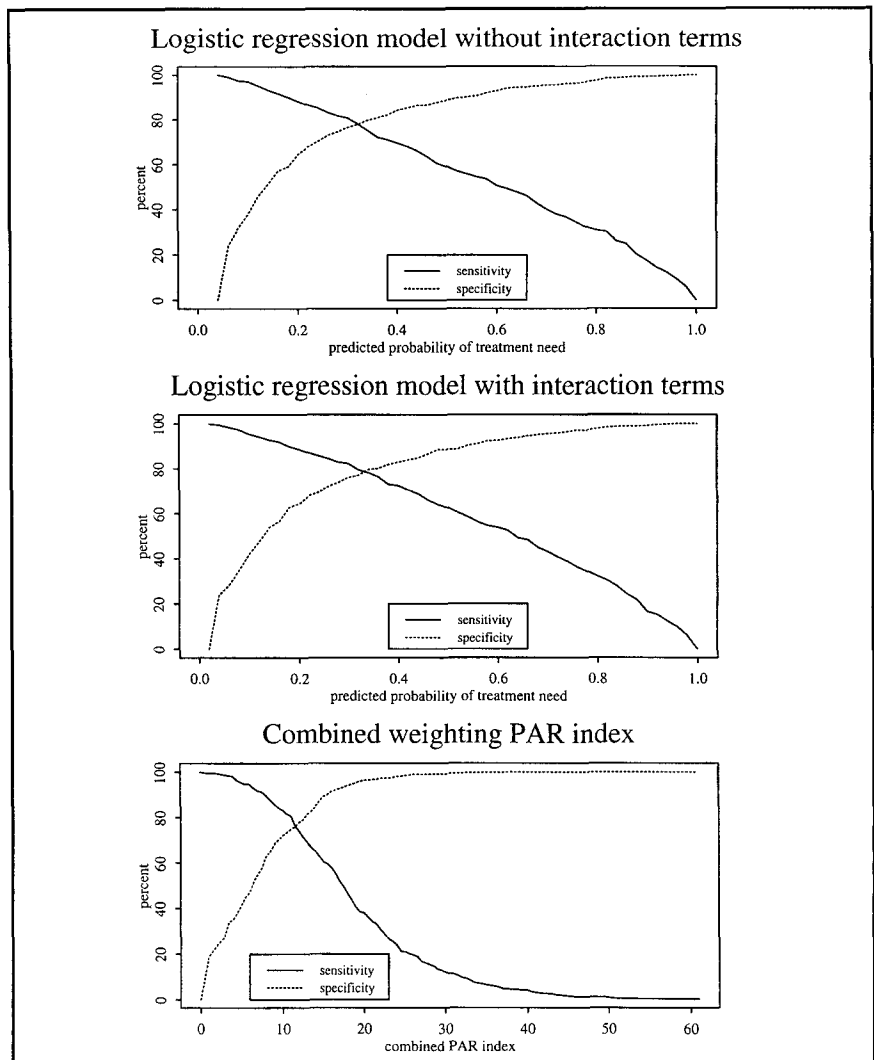 Logistic regression model without interaction terms
100
80
60
40
20
0
percent
sensitivity
specificity
0.0 0.2 0.4 0.6 0.8 1.0
predicted probability of treatment need
Logistic regression model with interaction terms
100
80
60
40
20
0
percent
sensitivity
specificity
0.0 0.2 0.4 0.6 0.8 1.0
predicted probability of treatment need
Combined weighting PAR index
100
80
60
40
20
0
percent
sensitivity
specificity
0 10 20 30 40 50 60
combined PAR index